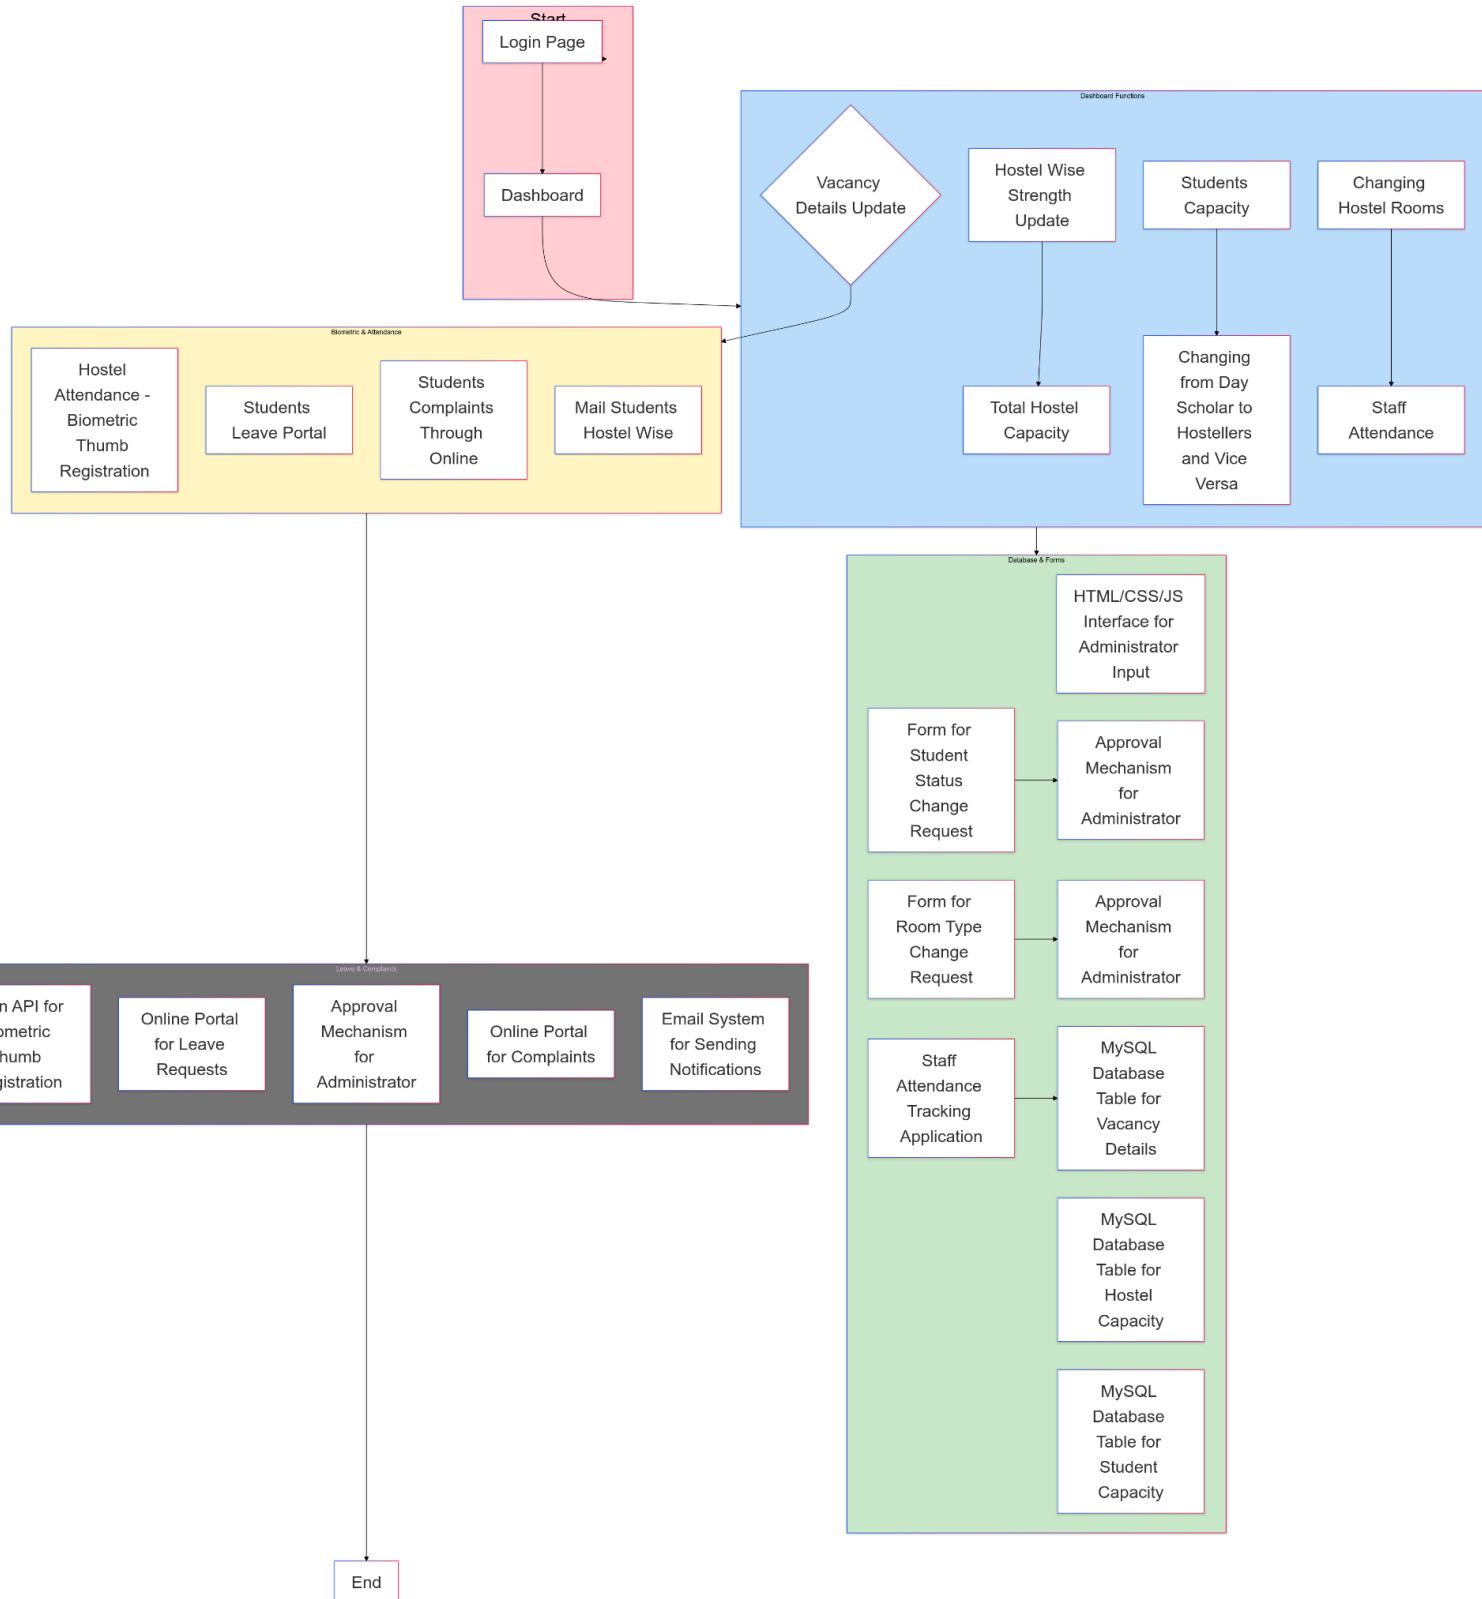 Start
Login Page
Dashboard
Dashboard Functions
Vacancy
Details Update
Hostel Wise
Strength
Update
Students
Capacity
Changing
Hostel Rooms
Total Hostel
Capacity
Changing
from Day
Scholar to
Hostellers
and Vice
Versa
Staff
Attendance
Biometric & Attendance
Hostel
Attendance -
Biometric
Thumb
Registration
Students
Leave Portal
Students
Complaints
Through
Online
Mail Students
Hostel Wise
Database & Forms
HTML/CSS/JS
Interface for
Administrator
Input
Form for
Student
Status
Change
Request
Approval
Mechanism
for
Administrator
Form for
Room Type
Change
Request
Approval
Mechanism
for
Administrator
Staff
Attendance
Tracking
Application
MySQL
Database
Table for
Vacancy
Details
MySQL
Database
Table for
Hostel
Capacity
MySQL
Database
Table for
Student
Capacity
Leave & Complaints
API for
Online Portal
for Leave
Requests
Approval
Mechanism
for
Administrator
Online Portal
for Complaints
Email System
for Sending
Notifications
End